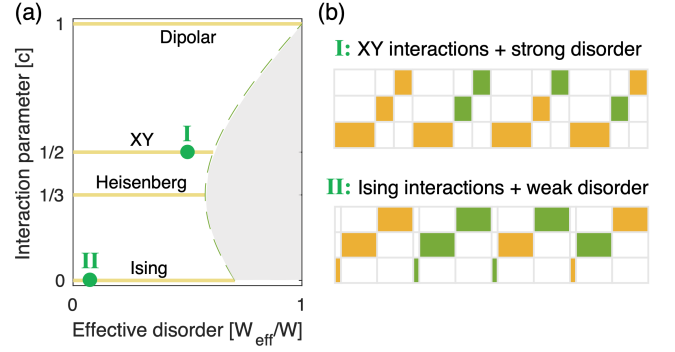 (a)
Interaction parameter [c]
1
1/2
1/3
0
Dipolar
I
XY
Heisenberg
II
Ising
0
1
Effective disorder [Weff/W]
(b)
I: XY interactions + strong disorder
II: Ising interactions + weak disorder